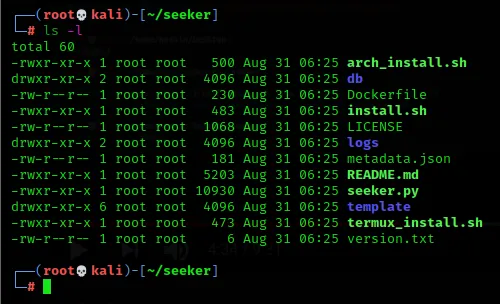 (root💀kali)-[~/seeker]
# ls -l
total 60
-rwxr-xr-x 1 root root   500 Aug 31 06:25 arch_install.sh
drwxr-xr-x 2 root root  4096 Aug 31 06:25 db
-rw-r--r-- 1 root root   230 Aug 31 06:25 Dockerfile
-rwxr-xr-x 1 root root   483 Aug 31 06:25 install.sh
-rw-r--r-- 1 root root  1068 Aug 31 06:25 LICENSE
drwxr-xr-x 2 root root  4096 Aug 31 06:25 logs
-rw-r--r-- 1 root root   181 Aug 31 06:25 metadata.json
-rwxr-xr-x 1 root root  5203 Aug 31 06:25 README.md
-rwxr-xr-x 1 root root 10930 Aug 31 06:25 seeker.py
drwxr-xr-x 6 root root  4096 Aug 31 06:25 template
-rwxr-xr-x 1 root root   473 Aug 31 06:25 termux_install.sh
-rw-r--r-- 1 root root     6 Aug 31 06:25 version.txt
(root💀kali)-[~/seeker]
#